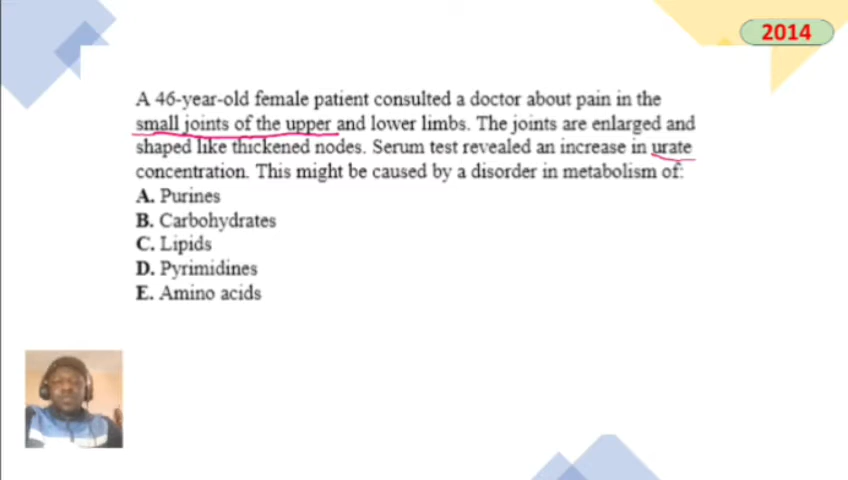 2014
A 46-year-old female patient consulted a doctor about pain in the
small joints of the upper and lower limbs. The joints are enlarged and
shaped like thickened nodes. Serum test revealed an increase in urate
concentration. This might be caused by a disorder in metabolism of:
A. Purines
B. Carbohydrates
C. Lipids
D. Pyrimidines
E. Amino acids